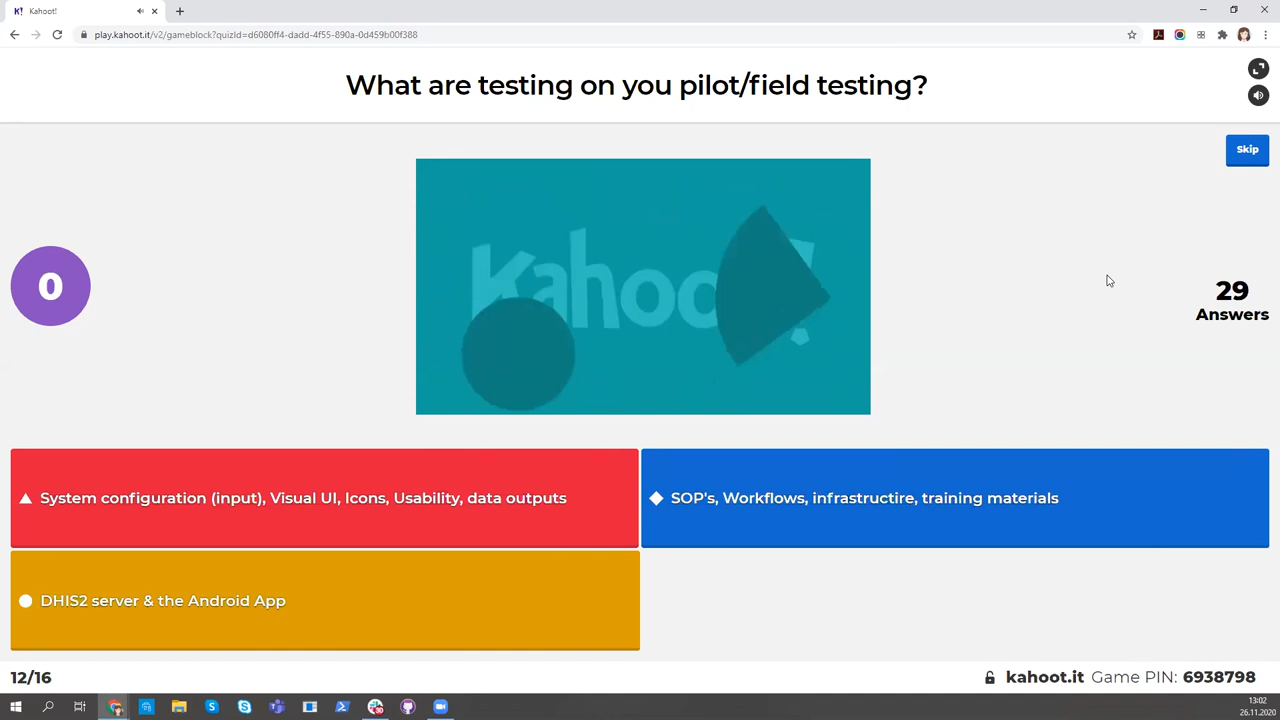 K! Kahoot!
play.kahoot.it/v2/gameblock?quizId=d6080ff4-dadd-4f55-890a-0d459b00f388
What are testing on you pilot/field testing?
Skip
Kahoo!
0
29
Answers
System configuration (input), Visual UI, Icons, Usability, data outputs
SOP's, Workflows, infrastructire, training materials
DHIS2 server & the Android App
12/16
kahoot.it Game PIN: 6938798
13:02
26.11.2020